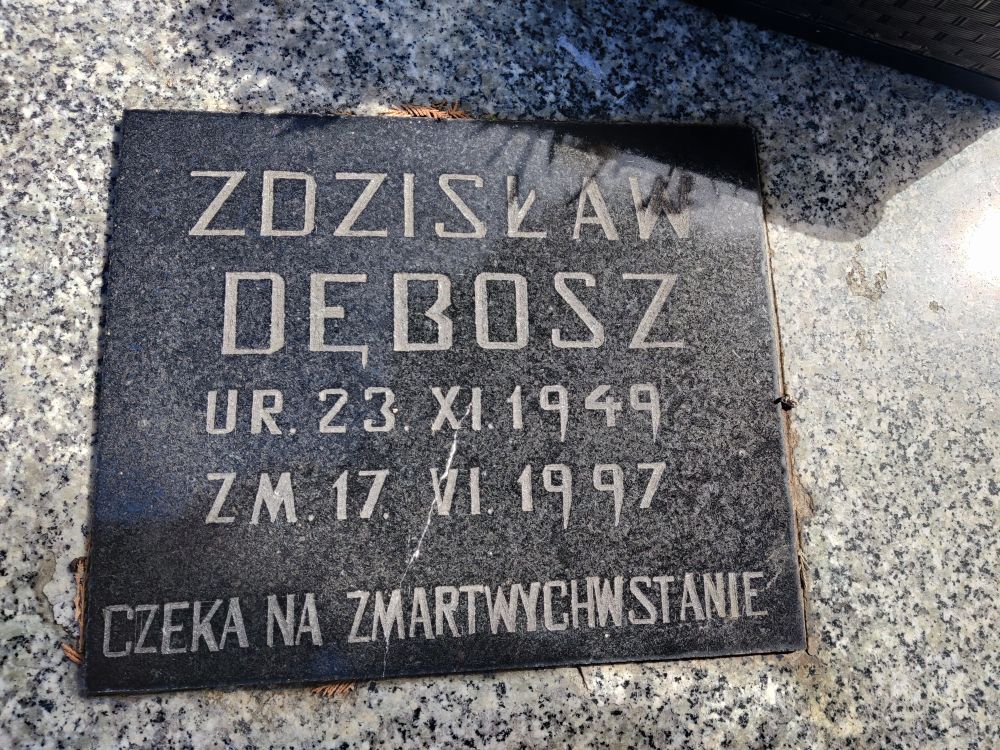 ZDZISŁAW
DĘBOSZ
UR. 23. XI. 1949
ZM. 17. VI. 1997
CZEKA NA ZMARTWYCHWSTANIE